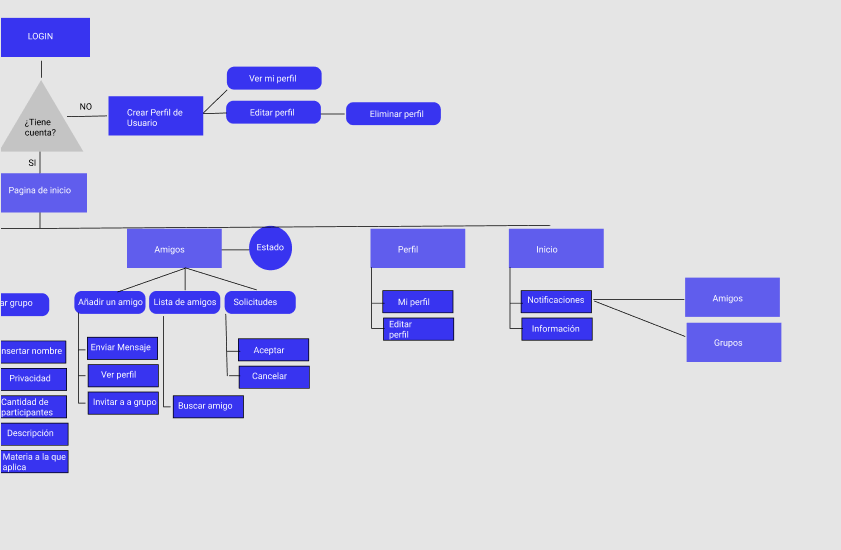 LOGIN
Ver mi perfil
NO
Crear Perfil de
Usuario
Editar perfil
Eliminar perfil
¿Tiene
cuenta?
SI
Pagina de inicio
Amigos
Estado
Perfil
Inicio
ar grupo
Añadir un amigo
Lista de amigos
Solicitudes
Mi perfil
Notificaciones
Amigos
Editar
perfil
Información
Grupos
nsertar nombre
Enviar Mensaje
Aceptar
Privacidad
Ver perfil
Cancelar
Cantidad de
participantes
Invitar a a grupo
Buscar amigo
Descripción
Materia a la que
aplica